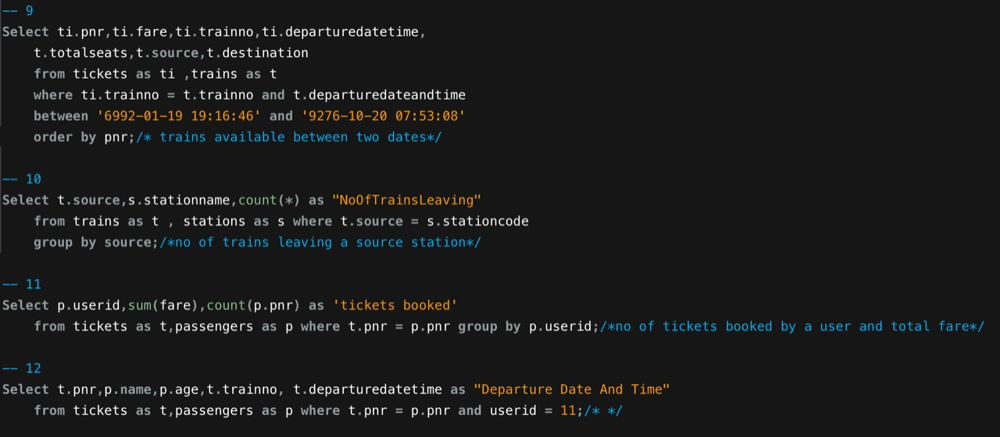 -- 9
Select ti.pnr,ti.fare,ti.trainno,ti.departuredatetime,
t.totalseats,t.source,t.destination
from tickets as ti ,trains as t
where ti.trainno = t.trainno and t.departuredateandtime
between '6992-01-19 19:16:46' and '9276-10-20 07:53:08'
order by pnr;/* trains available between two dates*/
-- 10
Select t.source,s.stationname,count(*) as "NoOfTrainsLeaving"
from trains as t , stations as s where t.source = s.stationcode
group by source;/*no of trains leaving a source station*/
-- 11
Select p.userid,sum(fare),count(p.pnr) as 'tickets booked'
from tickets as t,passengers as p where t.pnr = p.pnr group by p.userid;/*no of tickets booked by a user and total fare*/
-- 12
Select t.pnr,p.name,p.age,t.trainno, t.departuredatetime as "Departure Date And Time"
from tickets as t,passengers as p where t.pnr = p.pnr and userid = 11;/* */